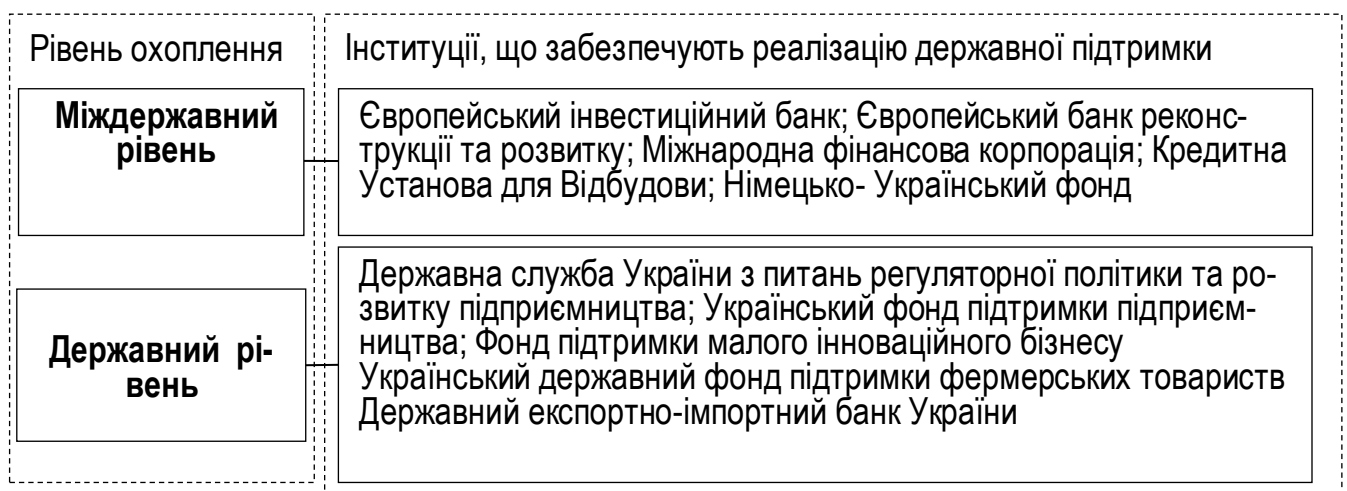 Рівень охоплення
Інституції, що забезпечують реалізацію державної підтримки
Міждержавний
рівень
Європейський інвестиційний банк; Європейський банк реконс-
трукції та розвитку; Міжнародна фінансова корпорація; Кредитна
Установа для Відбудови; Німецько- Український фонд
Державний рі-
вень
Державна служба України з питань регуляторної політики та ро-
звитку підприємництва; Український фонд підтримки підприєм-
ництва; Фонд підтримки малого інноваційного бізнесу
Український державний фонд підтримки фермерських товариств
Державний експортно-імпортний банк України